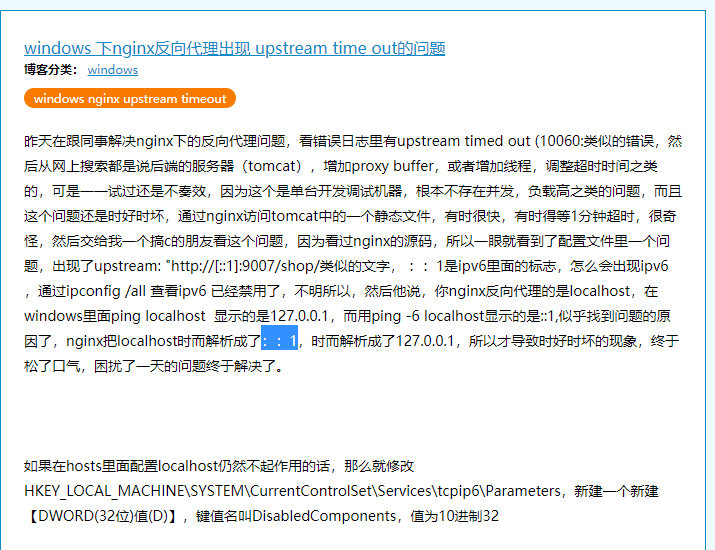 windows 下nginx反向代理出现 upstream time out的问题
博客分类： windows
windows nginx upstream timeout
昨天在跟同事解决nginx下的反向代理问题，看错误日志里有upstream timed out (10060:类似的错误，然
后从网上搜索都是说后端的服务器（tomcat），增加proxy buffer，或者增加线程，调整超时时间之类
的，可是一一试过还是不奏效，因为这个是单台开发调试机器，根本不存在并发，负载高之类的问题，而且
这个问题还是时好时坏，通过nginx访问tomcat中的一个静态文件，有时很快，有时得等1分钟超时，很奇
怪，然后交给我一个搞c的朋友看这个问题，因为看过nginx的源码，所以一眼就看到了配置文件里一个问
题，出现了upstream: "http://[::1]:9007/shop/类似的文字，：：1是ipv6里面的标志，怎么会出现ipv6
，通过ipconfig /all 查看ipv6 已经禁用了，不明所以，然后他说，你nginx反向代理的是localhost，在
windows里面ping localhost  显示的是127.0.0.1，而用ping -6 localhost显示的是::1,似乎找到问题的原
因了，nginx把localhost时而解析成了：：1，时而解析成了127.0.0.1，所以才导致时好时坏的现象，终于
松了口气，困扰了一天的问题终于解决了。
如果在hosts里面配置localhost仍然不起作用的话，那么就修改
HKEY_LOCAL_MACHINE\SYSTEM\CurrentControlSet\Services\tcpip6\Parameters，新建一个新建
【DWORD(32位)值(D)】，键值名叫DisabledComponents，值为10进制32